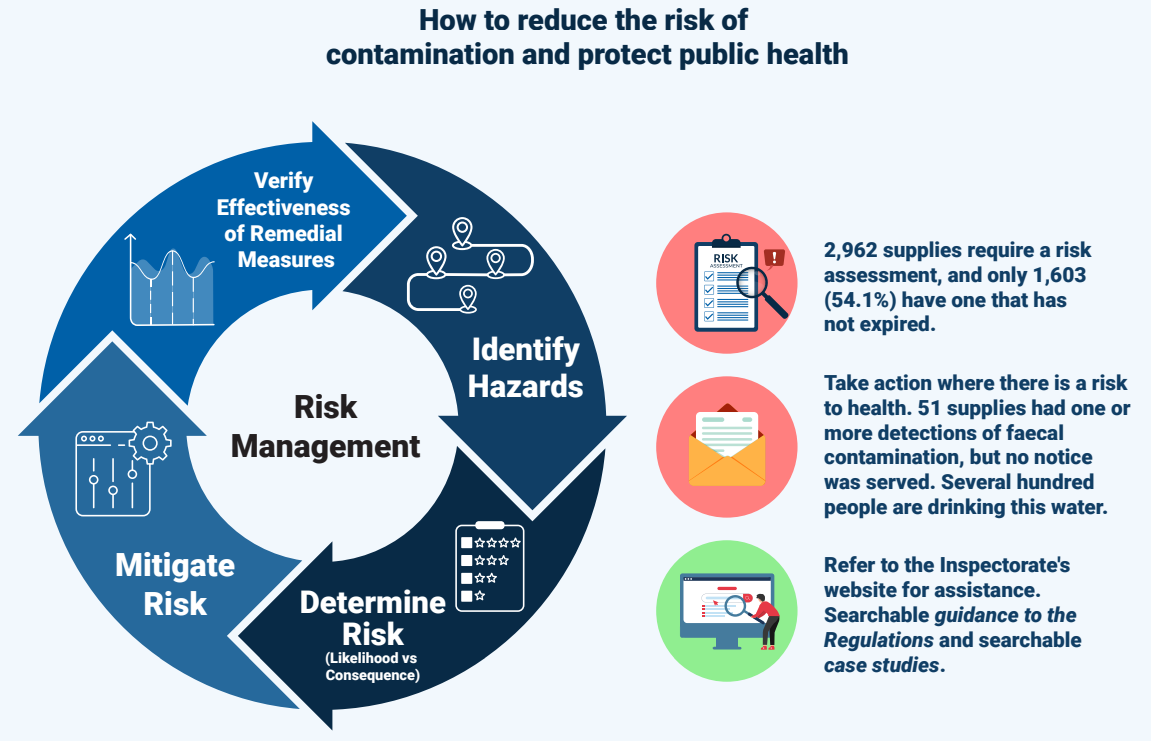 How to reduce the risk of
contamination and protect public health
Verify
Effectiveness
of Remedial
Measures
Identify
Hazards
Risk
Management
Mitigate
Risk
Determine
Risk
(Likelihood vs
Consequence)
RISK
ASSESSMENT
!
2,962 supplies require a risk
assessment, and only 1,603
(54.1%) have one that has
not expired.
Take action where there is a risk
to health. 51 supplies had one or
more detections of faecal
contamination, but no notice
was served. Several hundred
people are drinking this water.
Refer to the Inspectorate's
website for assistance.
Searchable guidance to the
Regulations and searchable
case studies.